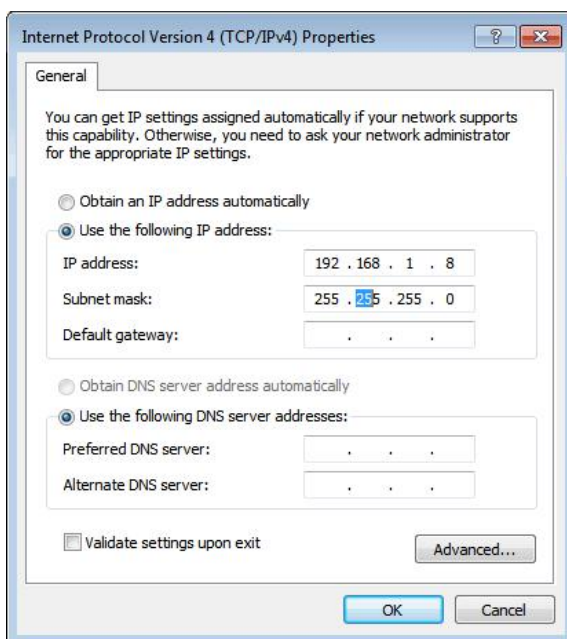 Internet Protocol Version 4 (TCP/IPv4) Properties
General
You can get IP settings assigned automatically if your network supports
this capability. Otherwise, you need to ask your network administrator
for the appropriate IP settings.
Obtain an IP address automatically
Use the following IP address:
IP address: 192 . 168 . 1 . 8
Subnet mask: 255 . 255 . 255 . 0
Default gateway: . . .
Obtain DNS server address automatically
Use the following DNS server addresses:
Preferred DNS server: . . .
Alternate DNS server: . . .
Validate settings upon exit
Advanced...
OK Cancel